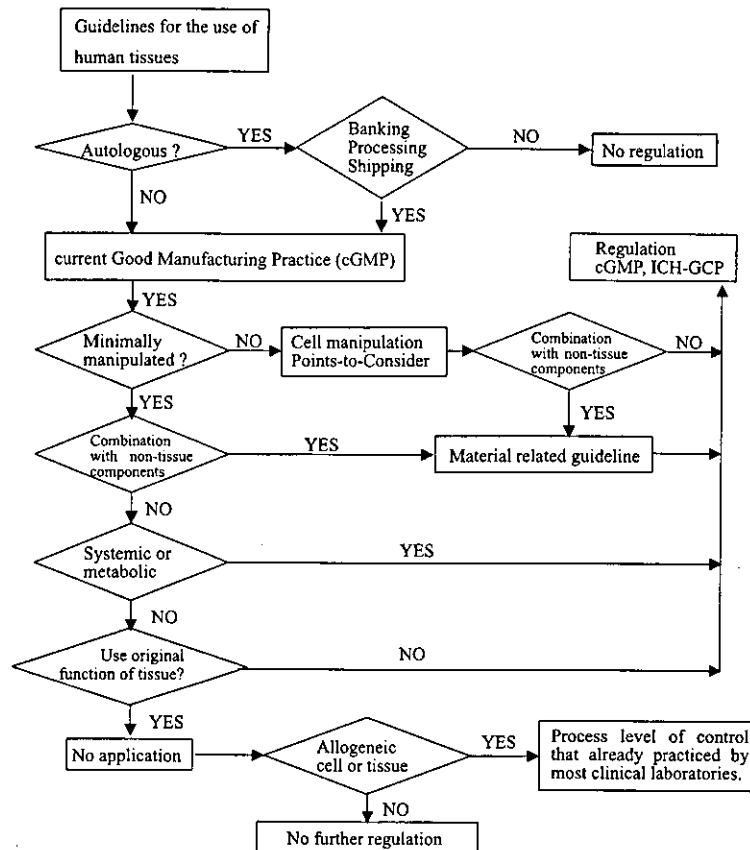 Guidelines for the use of
human tissues
Autologous ?
YES
Banking
Processing
Shipping
NO
No regulation
NO
YES
current Good Manufacturing Practice (cGMP)
Regulation
cGMP, ICH-GCP
YES
Minimally
manipulated ?
NO
Cell manipulation
Points-to-Consider
Combination
with non-tissue
components
NO
YES
YES
Combination
with non-tissue
components
YES
Material related guideline
NO
Systemic or
metabolic
YES
NO
Use original
function of tissue?
NO
YES
No application
Allogeneic
cell or tissue
YES
Process level of control
that already practiced by
most clinical laboratories.
NO
No further regulation